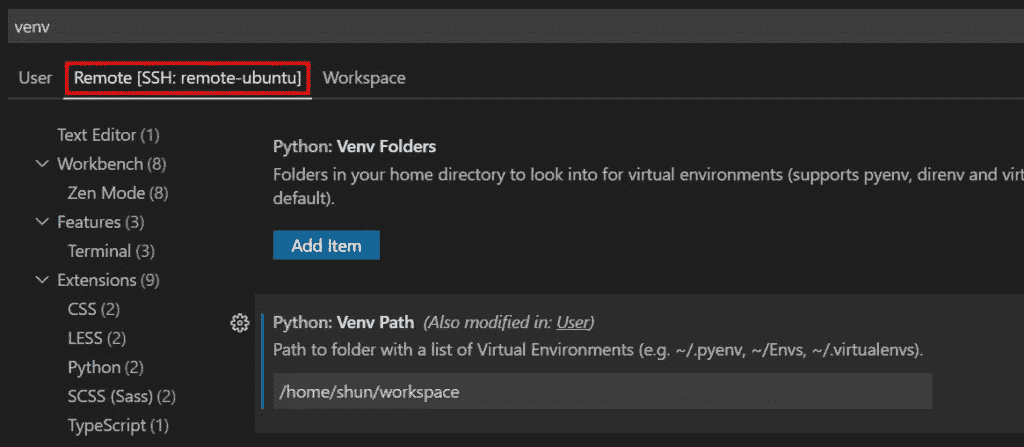 venv
User
Remote [SSH: remote-ubuntu]
Workspace
Text Editor (1)
Workbench (8)
Zen Mode (8)
Features (3)
Terminal (3)
Extensions (9)
CSS (2)
LESS (2)
Python (2)
SCSS (Sass) (2)
TypeScript (1)
Python: Venv Folders
Folders in your home directory to look into for virtual environments (supports pyenv, direnv and
default).
Add Item
Python: Venv Path (Also modified in: User)
Path to folder with a list of Virtual Environments (e.g. ~/.pyenv, ~/Envs, ~/.virtualenvs).
/home/shun/workspace